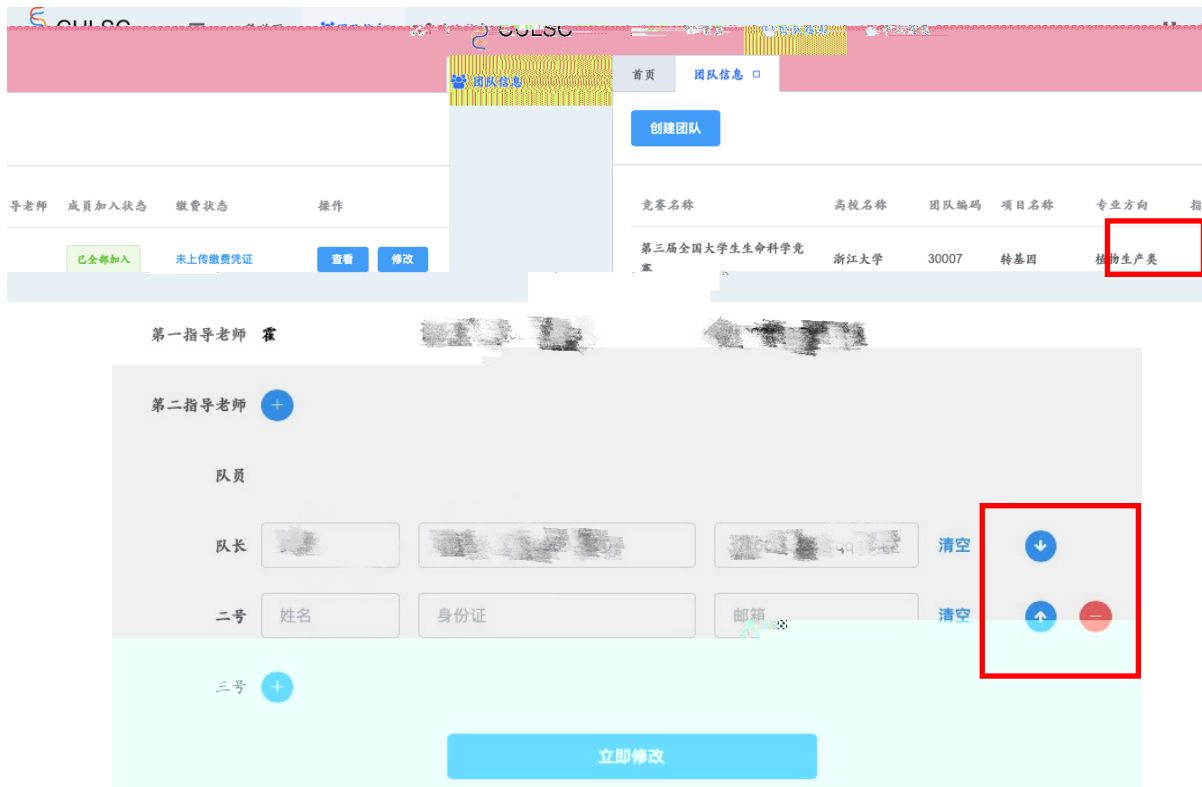 CULSC
CULSC
团队信息
首页 团队信息
创建团队
导老师 成员加入状态 缴费状态 操作
竞赛名称 高校名称 团队编码 项目名称 专业方向 指
已全部加入 未上传缴费凭证 查看 修改
第三届全国大学生生命科学竞
赛 浙江大学 30007 转基因 植物生产类
第一指导老师 霍
第二指导老师
队员
队长 清空
二号 姓名 身份证 邮箱 清空
三号
立即修改